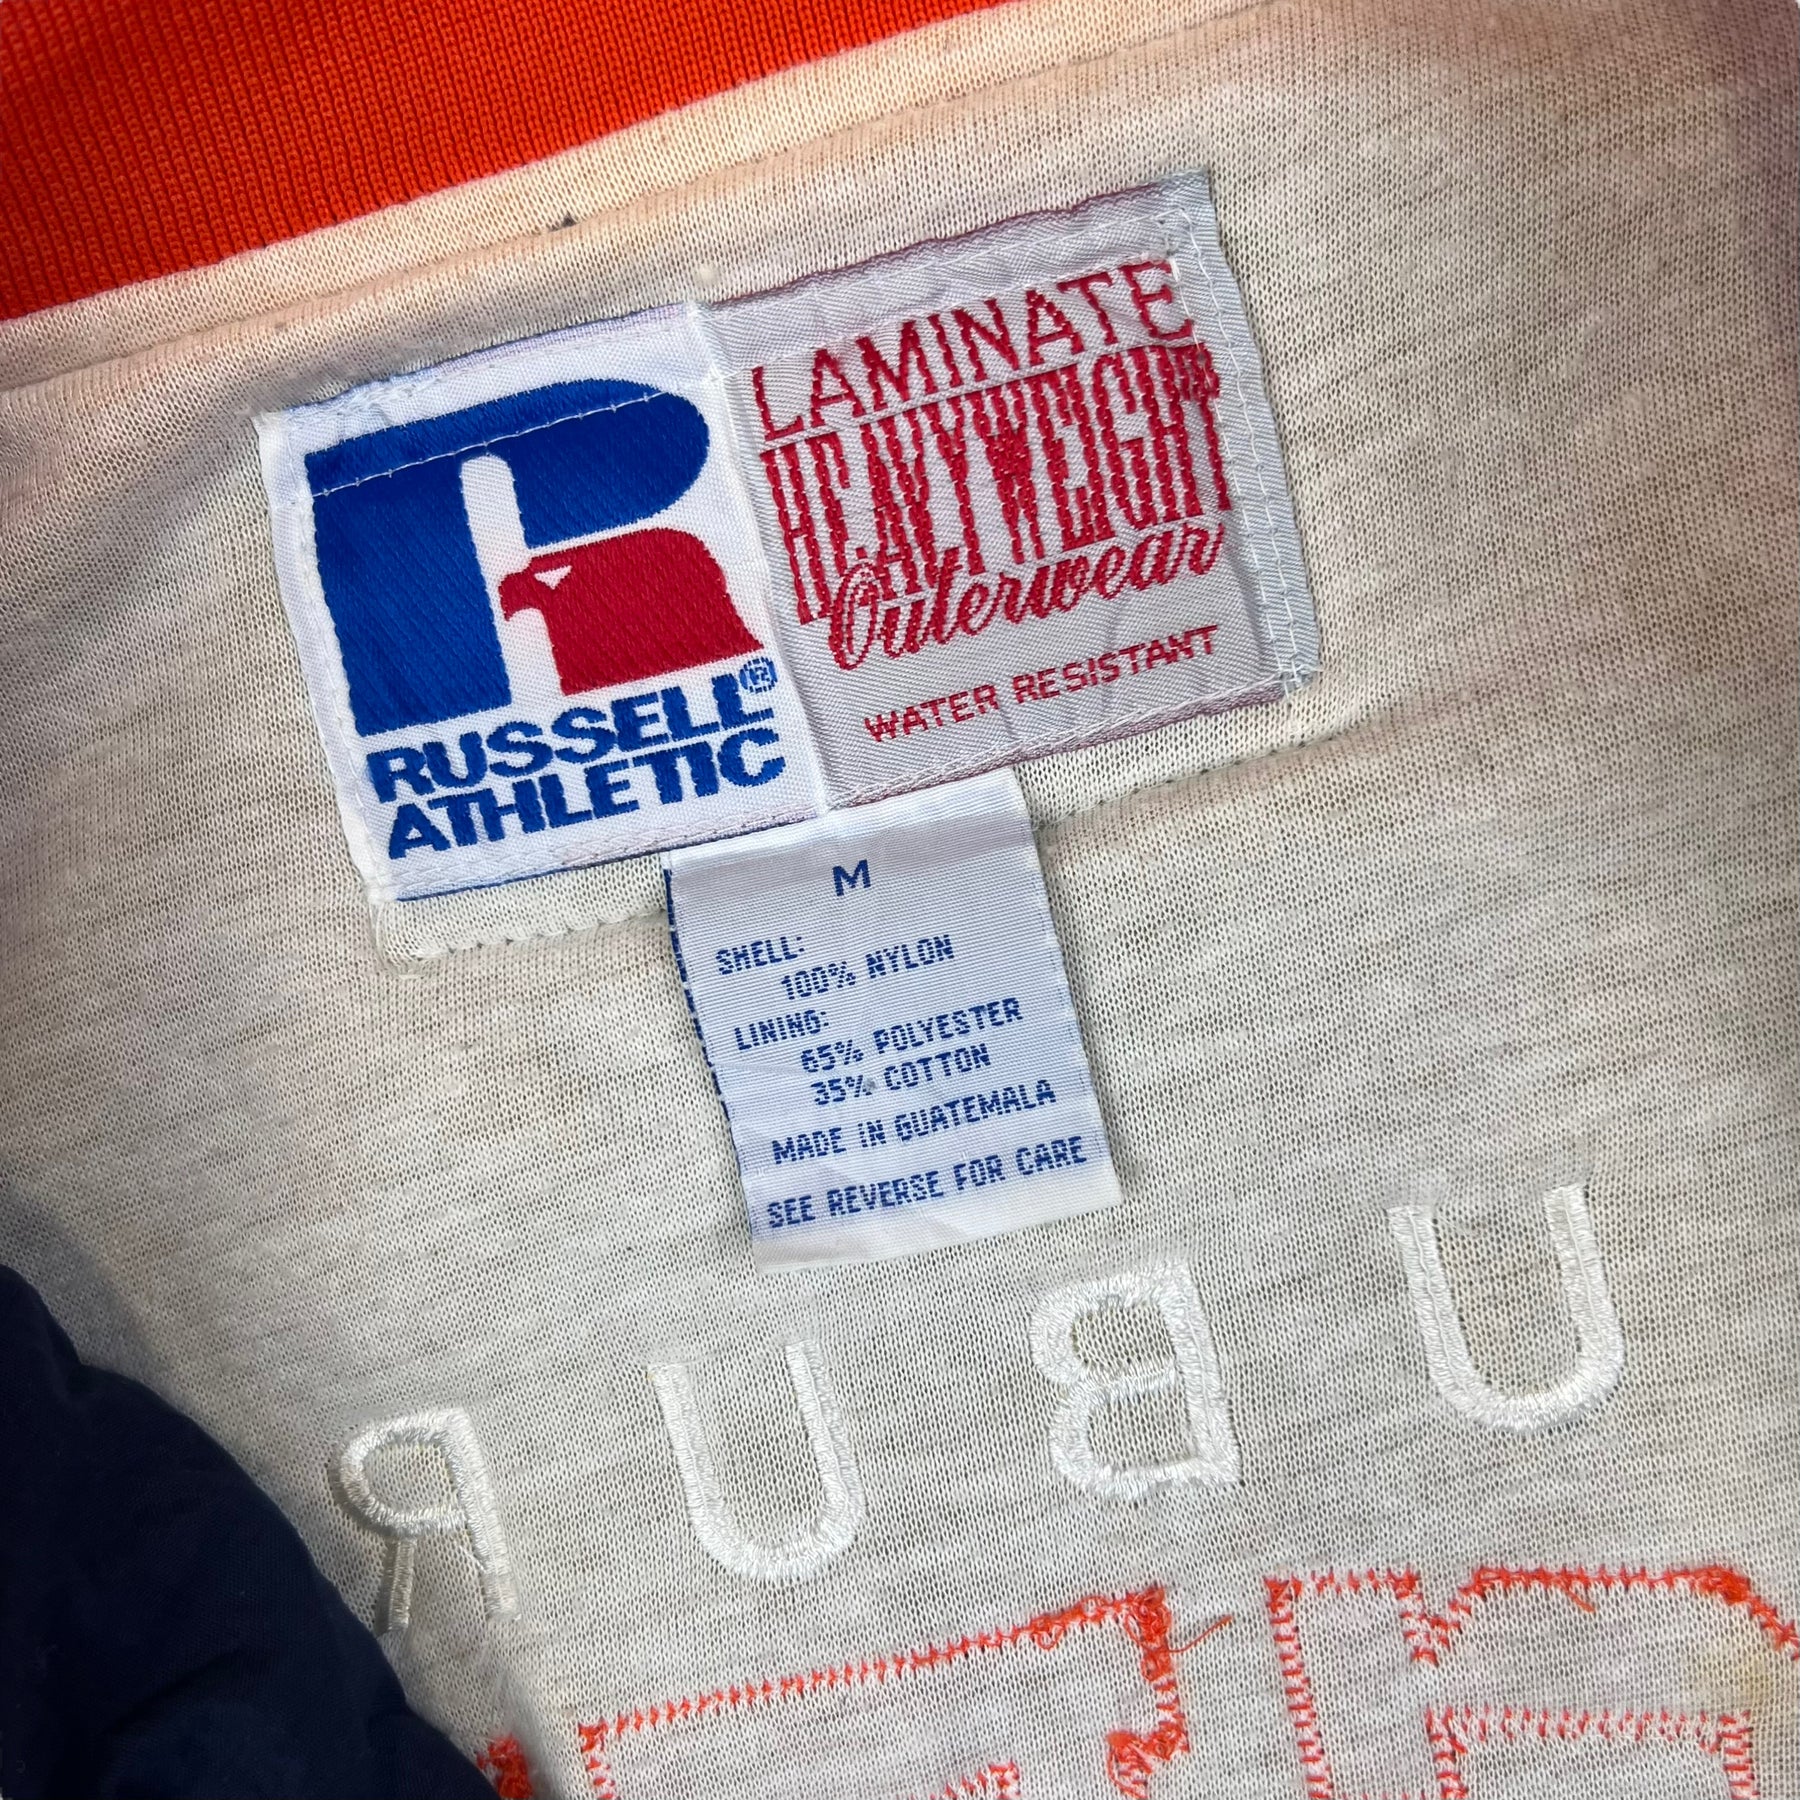 RUSSELL®
ATHLETIC
LAMINATE
HEAVYWEIGHT
Outerwear
WATER RESISTANT
M
SHELL:
100% NYLON
LINING:
65% POLYESTER
35% COTTON
MADE IN GUATEMALA
SEE REVERSE FOR CARE
UBUR